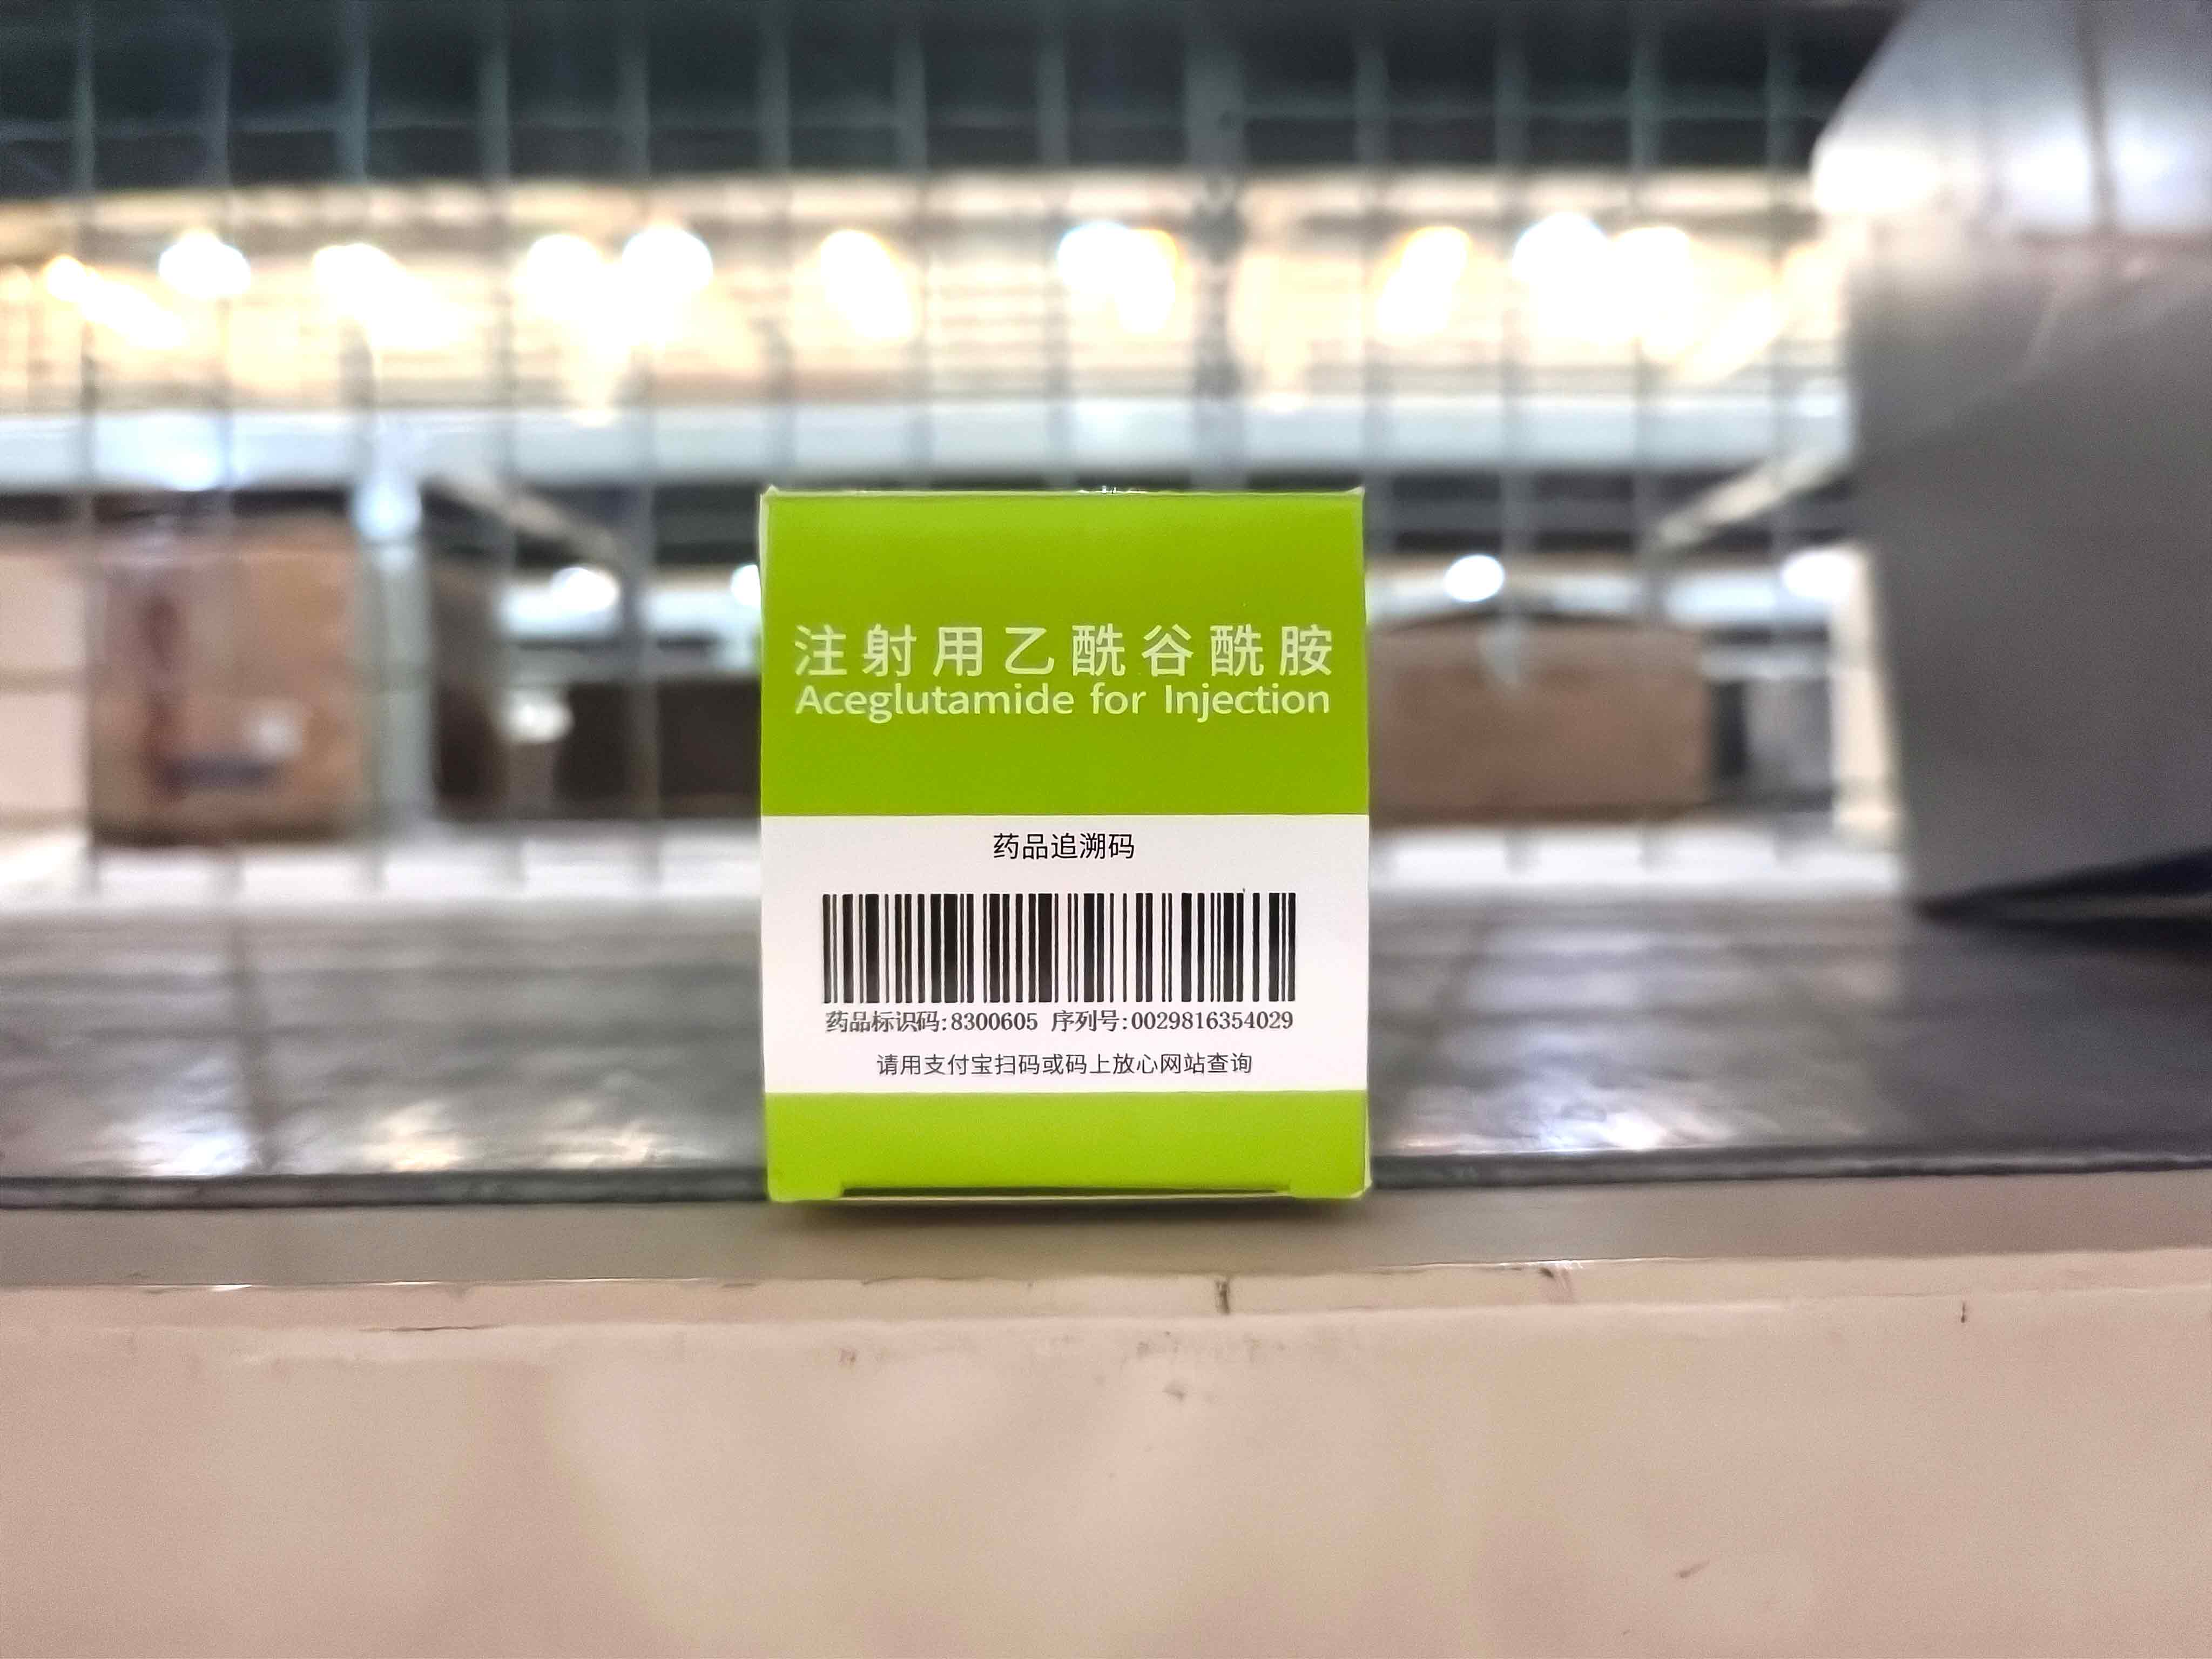 注射用乙酰谷酰胺
Aceglutamide for Injection
药品追溯码
药品标识码:8300605 序列号:0029816354029
请用支付宝扫码或码上放心网站查询